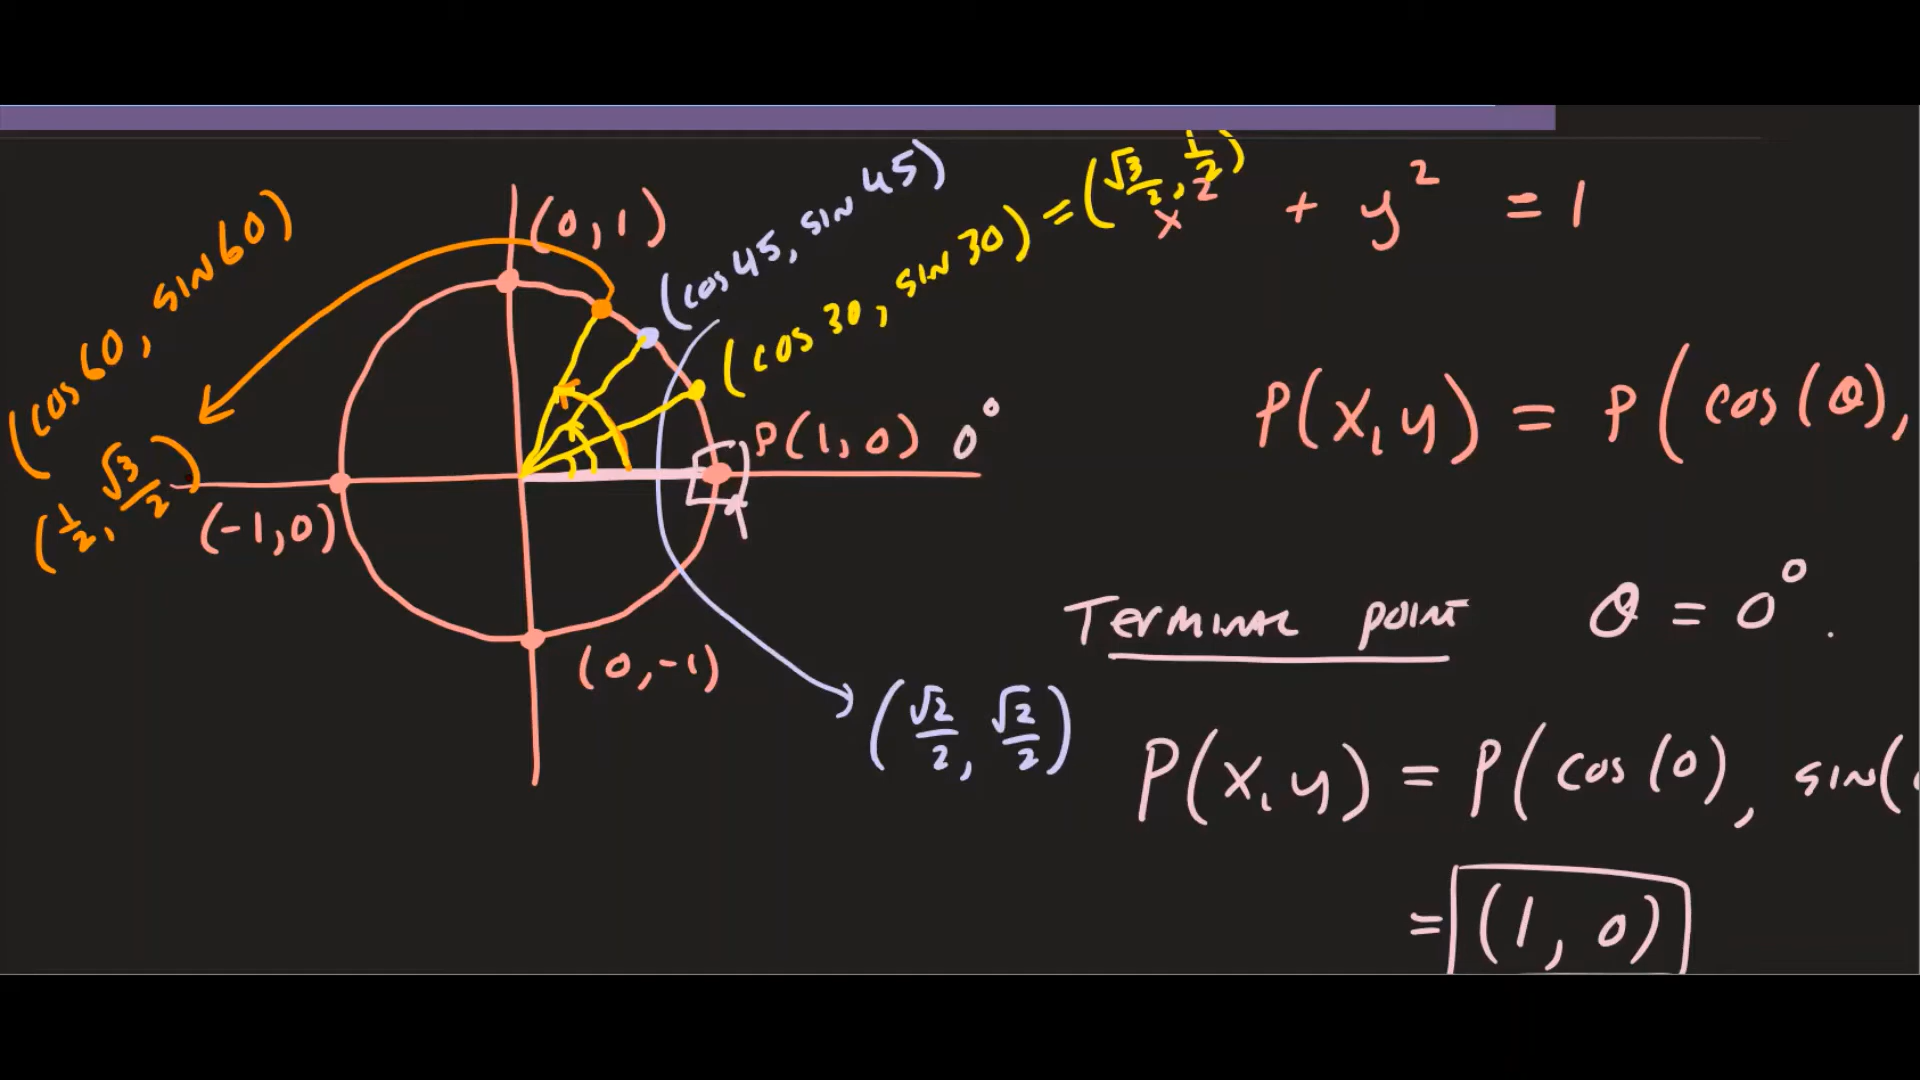 (0,1)
(cos 60, sin 60)
(1/2, √3/2)
(cos 45, sin 45)
(cos 30, sin 30) = (√3/2, 1/2)
x² + y² = 1
P(1,0) 0°
(-1,0)
(0,-1)
(√2/2, √2/2)
P(x,y) = P(cos(θ),
Terminal point θ = 0°.
P(x,y) = P(cos(0), sin(
= (1,0)